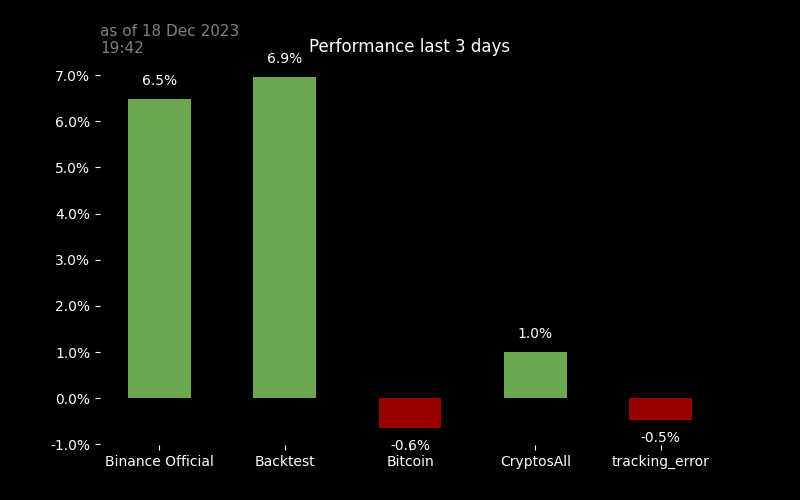 as of 18 Dec 2023
19:42
Performance last 3 days
7.0%
6.0%
5.0%
4.0%
3.0%
2.0%
1.0%
0.0%
-1.0%
6.5%
6.9%
-0.6%
1.0%
-0.5%
Binance Official
Backtest
Bitcoin
CryptosAll
tracking_error